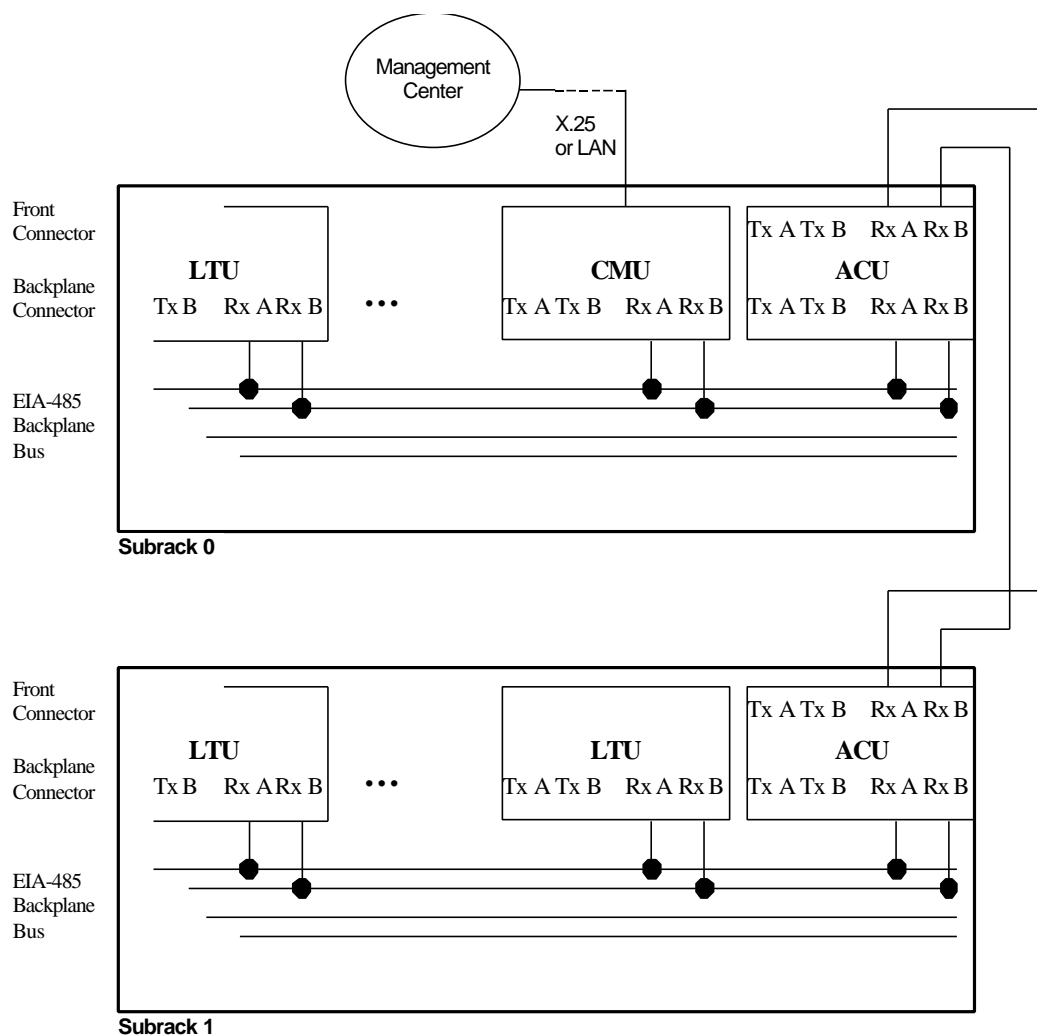 Management
Center
X.25
or LAN
Front
Connector
Tx A Tx B Rx A Rx B
LTU
CMU
ACU
Backplane
Connector
Tx B Rx A Rx B
•••
Tx A Tx B Rx A Rx B
Tx A Tx B Rx A Rx B
EIA-485
Backplane
Bus
Subrack 0
Front
Connector
Tx A Tx B Rx A Rx B
LTU
LTU
ACU
Backplane
Connector
Tx B Rx A Rx B
•••
Tx A Tx B Rx A Rx B
Tx A Tx B Rx A Rx B
EIA-485
Backplane
Bus
Subrack 1